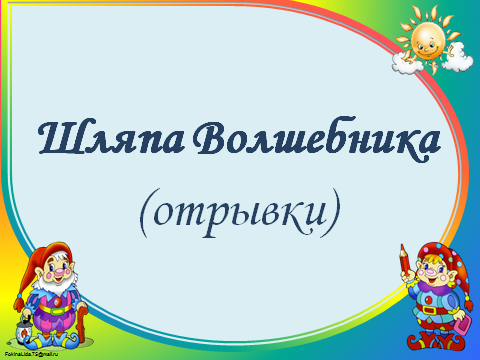 Шляпа Волшебника
(отрывки)
FokinaLida.75@mail.ru